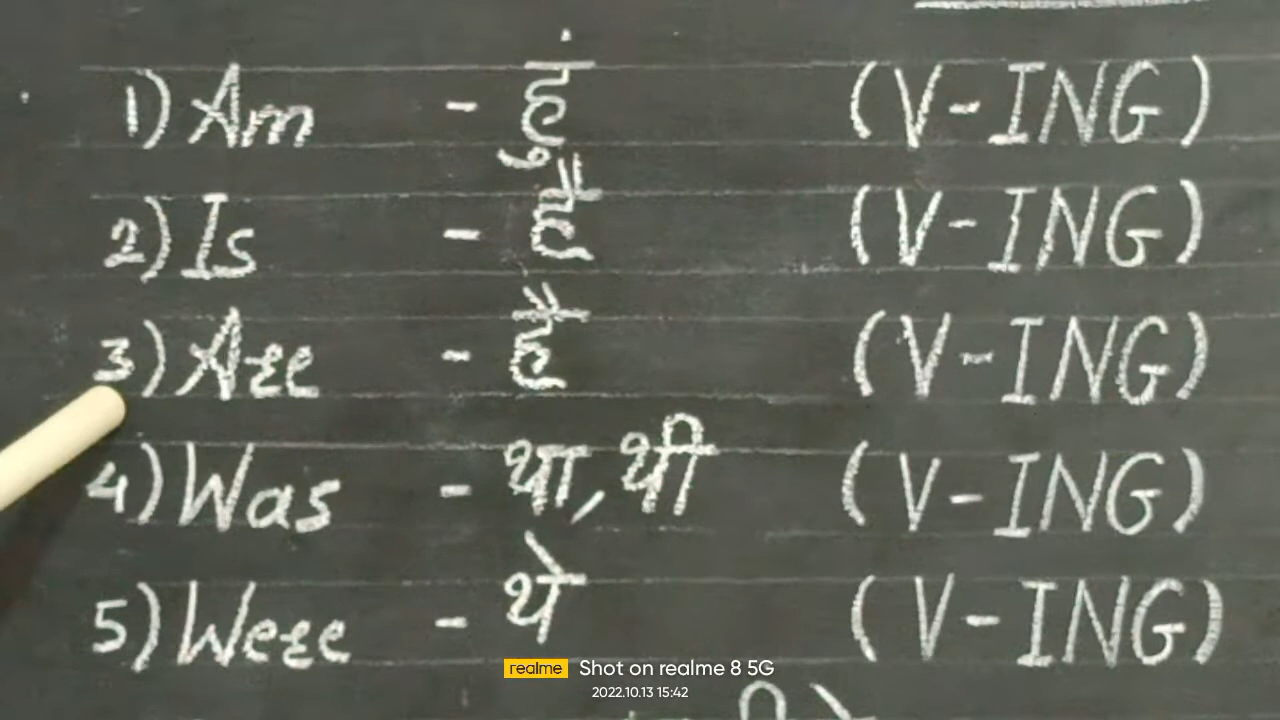 1) Am - हूं (V-ING)
2) Is - है (V-ING)
3) Are - हैं (V-ING)
4) Was - था, थी (V-ING)
5) Were - थे (V-ING)
realme Shot on realme 8 5G
2022.10.13 15:42